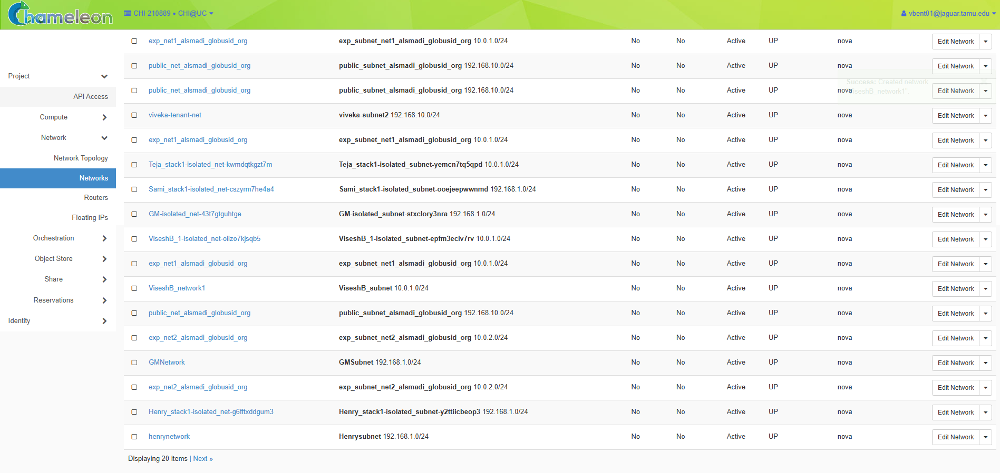 Chameleon
CHI-210889 • CHI@UC
vbent01@jaguar.tamu.edu
Project
API Access
Compute
Network
Network Topology
Networks
Routers
Floating IPs
Orchestration
Object Store
Share
Reservations
Identity
exp_net1_alsmadi_globusid_org exp_subnet_net1_alsmadi_globusid_org 10.0.1.0/24 No No Active UP nova Edit Network
public_net_alsmadi_globusid_org public_subnet_alsmadi_globusid_org 192.168.10.0/24 No No Active UP nova Edit Network
Success: Created network
public_net_alsmadi_globusid_org public_subnet_alsmadi_globusid_org 192.168.10.0/24 No No Active UP nova Edit Network
viseshB_network1".
viveka-tenant-net viveka-subnet2 192.168.10.0/24 No No Active UP nova Edit Network
exp_net1_alsmadi_globusid_org exp_subnet_net1_alsmadi_globusid_org 10.0.1.0/24 No No Active UP nova Edit Network
Teja_stack1-isolated_net-kwmdqtkgzt7m Teja_stack1-isolated_subnet-yemcn7tq5qpd 10.0.1.0/24 No No Active UP nova Edit Network
Sami_stack1-isolated_net-cszyrm7he4a4 Sami_stack1-isolated_subnet-ooejeepwwnmd 192.168.1.0/24 No No Active UP nova Edit Network
GM-isolated_net-43t7gtguhtge GM-isolated_subnet-stxclory3nra 192.168.1.0/24 No No Active UP nova Edit Network
ViseshB_1-isolated_net-oiizo7kjsqb5 ViseshB_1-isolated_subnet-epfm3eciv7rv 10.0.1.0/24 No No Active UP nova Edit Network
exp_net1_alsmadi_globusid_org exp_subnet_net1_alsmadi_globusid_org 10.0.1.0/24 No No Active UP nova Edit Network
ViseshB_network1 ViseshB_subnet 10.0.1.0/24 No No Active UP nova Edit Network
public_net_alsmadi_globusid_org public_subnet_alsmadi_globusid_org 192.168.10.0/24 No No Active UP nova Edit Network
exp_net2_alsmadi_globusid_org exp_subnet_net2_alsmadi_globusid_org 10.0.2.0/24 No No Active UP nova Edit Network
GMNetwork GMSubnet 192.168.1.0/24 No No Active UP nova Edit Network
exp_net2_alsmadi_globusid_org exp_subnet_net2_alsmadi_globusid_org 10.0.2.0/24 No No Active UP nova Edit Network
Henry_stack1-isolated_net-g6fftxddgum3 Henry_stack1-isolated_subnet-y2ttiicbeop3 192.168.1.0/24 No No Active UP nova Edit Network
henrynetwork Henrysubnet 192.168.1.0/24 No No Active UP nova Edit Network
Displaying 20 items | Next »